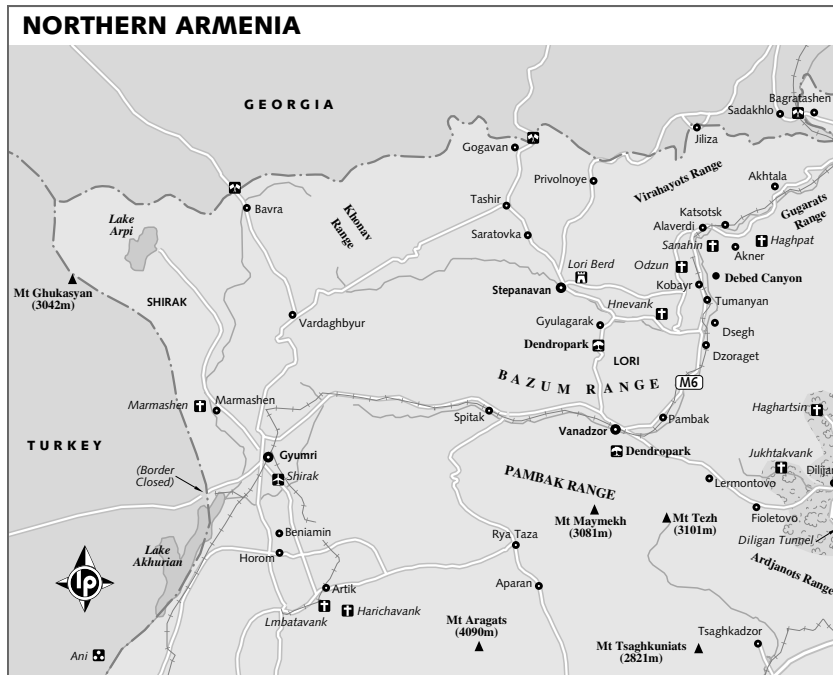 NORTHERN ARMENIA
GEORGIA
Bagratashen
Sadakhlo
Jiliza
Gogavan
Privolnoye
Virahayots Range
Akhtala
Bavra
Khonav
Range
Tashir
Gugarats
Range
Lake
Arpi
Saratovka
Katsotsk
Alaverdi
Sanahin
Haghpat
Akner
Lori Berd
Odzun
Mt Ghukasyan
(3042m)
SHIRAK
Stepanavan
Kobayr
Debed Canyon
Hnevank
Tumanyan
Vardaghbyur
Gyulagarak
Dsegh
Dendropark
LORI
Dzoraget
BAZUM RANGE
M6
Marmashen
Marmashen
Spitak
Pambak
Haghartsin
Vanadzor
TURKEY
Gyumri
Dendropark
Jukhtakvank
(Border
Closed)
Shirak
PAMBAK RANGE
Lermontovo
Dilijan
Mt Maymekh
(3081m)
Mt Tezh
(3101m)
Fioletovo
Beniamin
Rya Taza
Diligan Tunnel
Lake
Akhurian
Horom
Ardjanots Range
lp
Artik
Aparan
Lmbatavank
Harichavank
Mt Aragats
(4090m)
Mt Tsaghkuniats
(2821m)
Tsaghkadzor
Ani